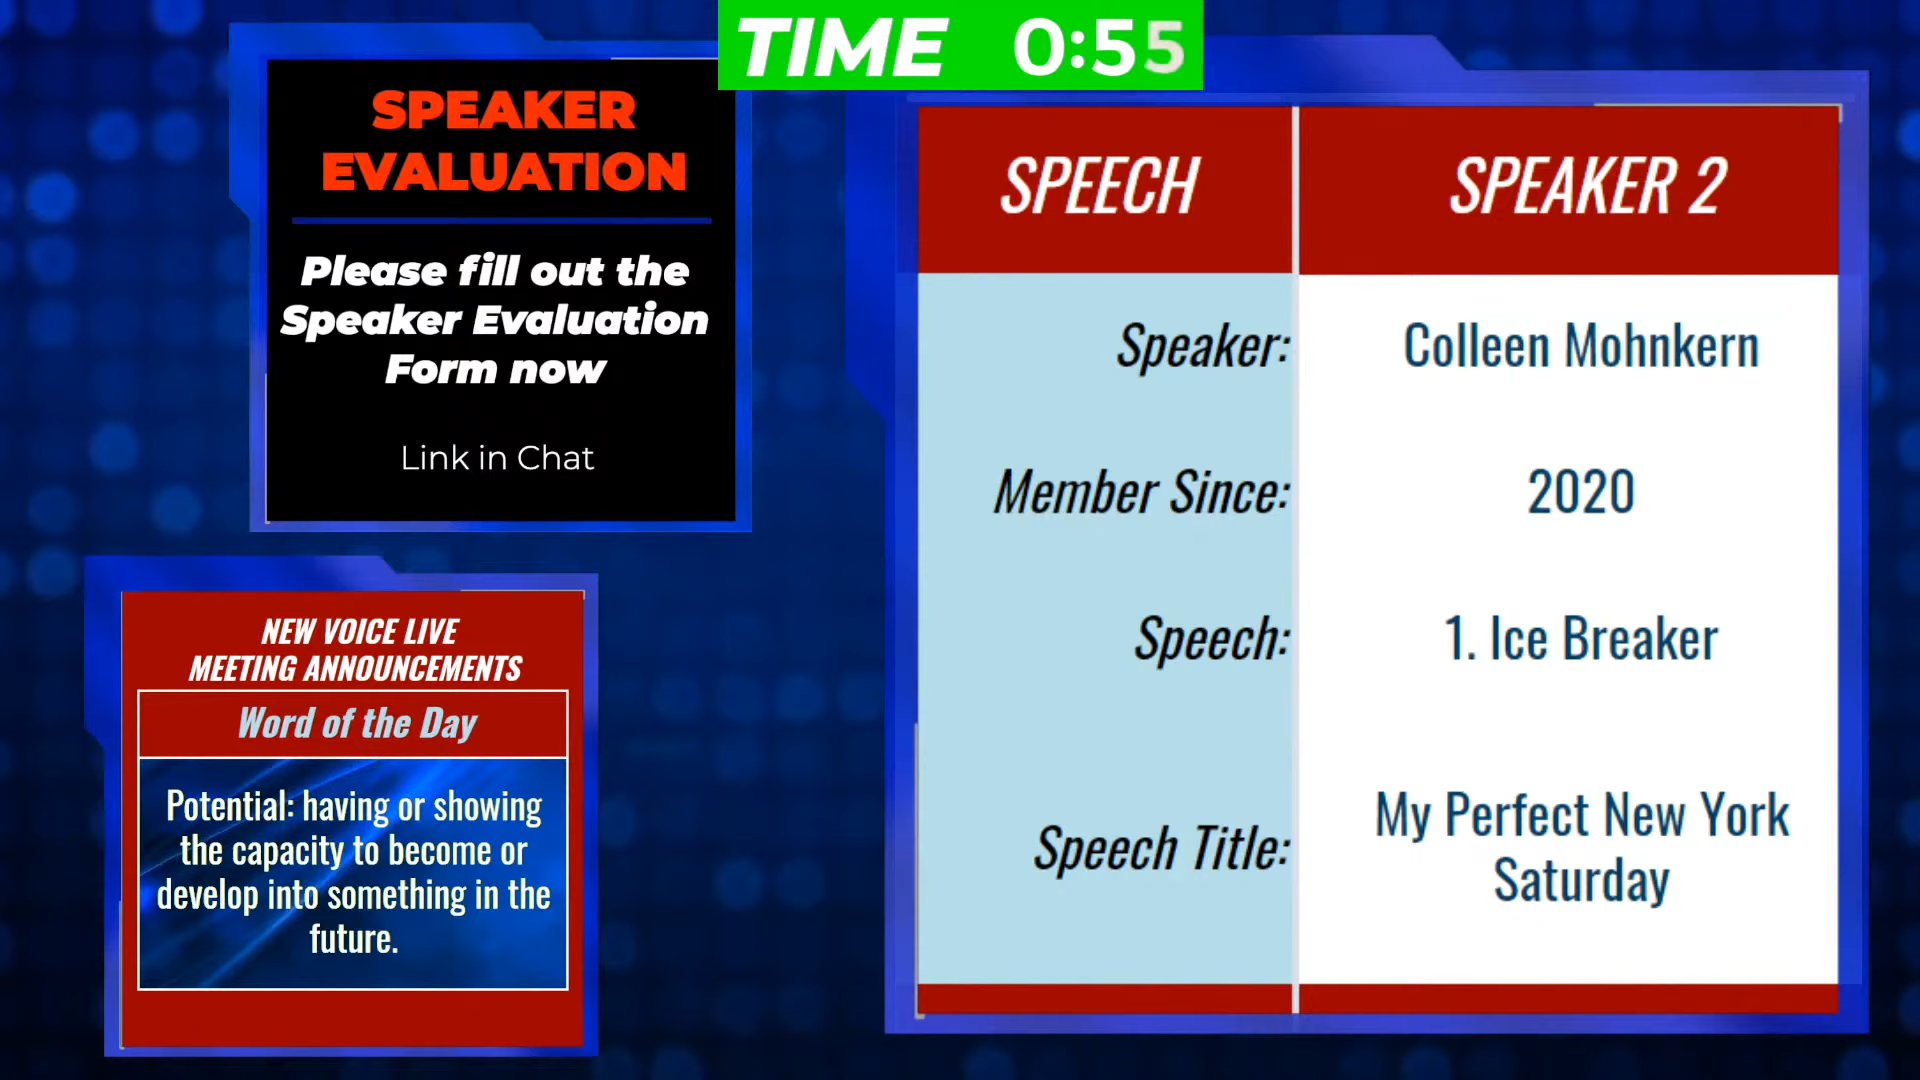 TIME 0:55
SPEAKER
EVALUATION
Please fill out the
Speaker Evaluation
Form now
Link in Chat
NEW VOICE LIVE
MEETING ANNOUNCEMENTS
Word of the Day
Potential: having or showing
the capacity to become or
develop into something in the
future.
SPEECH SPEAKER 2
Speaker: Colleen Mohnkern
Member Since: 2020
Speech: 1. Ice Breaker
Speech Title: My Perfect New York
Saturday